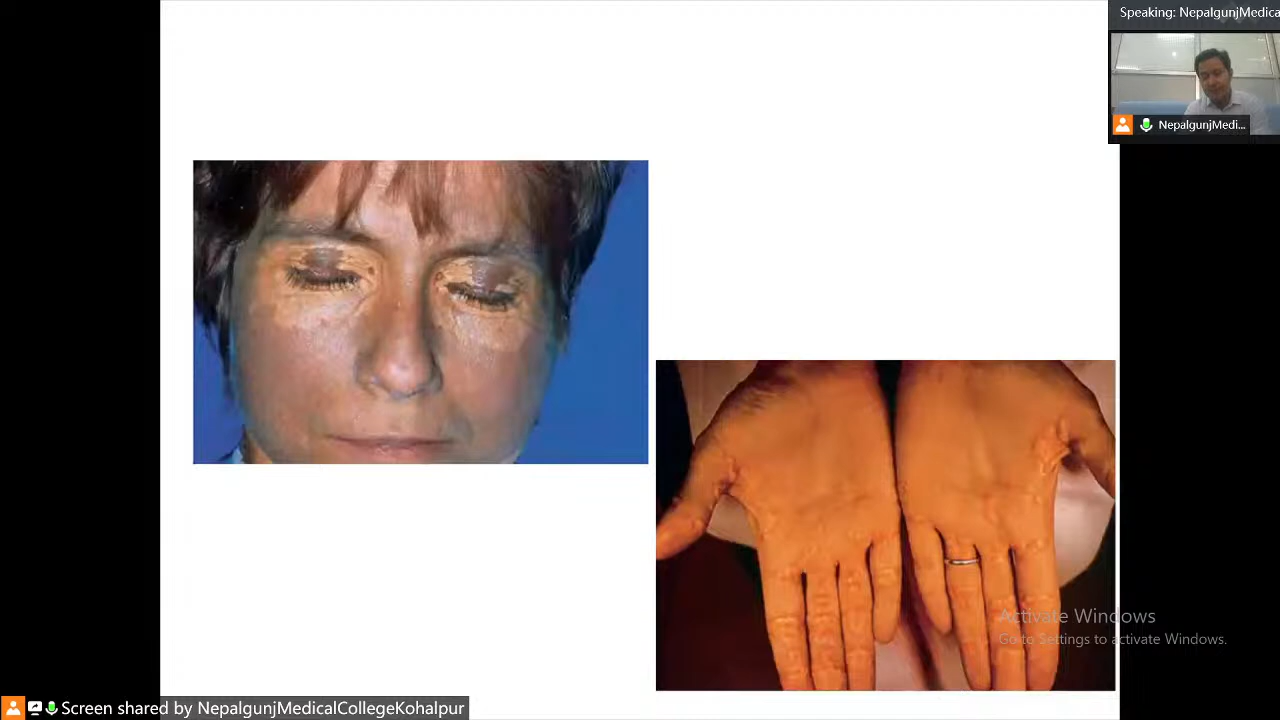 Speaking: NepalgunjMedica
NepalgunjMedi...
Activate Windows
Go to Settings to activate Windows.
Screen shared by NepalgunjMedicalCollegeKohalpur